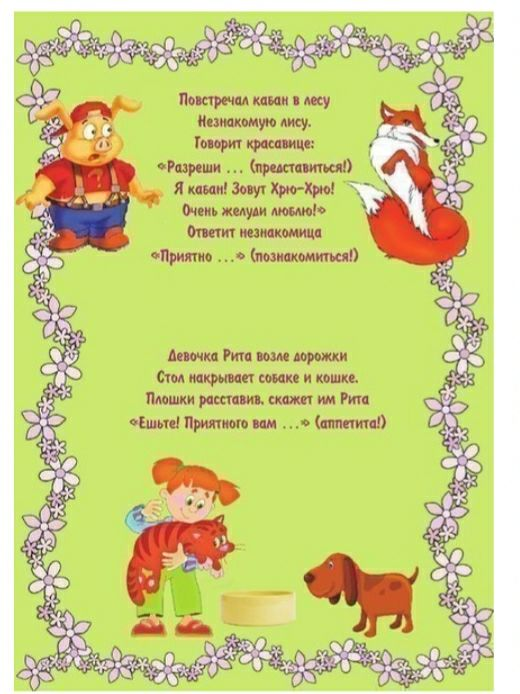 Повстречал кабан в лесу
Незнакомую лису.
Говорит красавице:
«Разреши ... (представиться!)
Я кабан! Зовут Хрю-Хрю!
Очень желуди люблю!»
Ответит незнакомица
«Приятно ...» (познакомиться!)
Девочка Рита возле дорожки
Стол накрывает собаке и кошке.
Плошки расставив, скажет им Рита
«Ешьте! Приятного вам ...» (аппетита!)